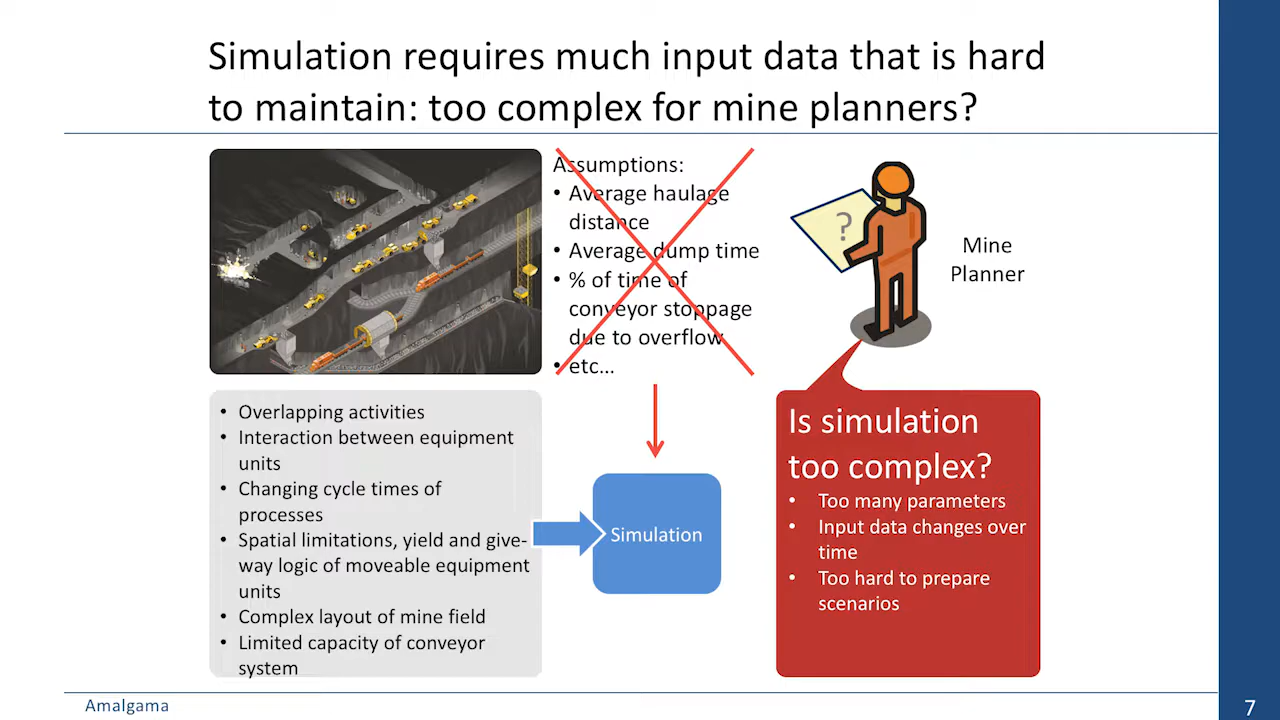 Simulation requires much input data that is hard
to maintain: too complex for mine planners?
Assumptions:
• Average haulage
distance
• Average dump time
• % of time of
conveyor stoppage
due to overflow
• etc...
?
Mine
Planner
• Overlapping activities
• Interaction between equipment
units
• Changing cycle times of
processes
• Spatial limitations, yield and give-
way logic of moveable equipment
units
• Complex layout of mine field
• Limited capacity of conveyor
system
Simulation
Is simulation
too complex?
• Too many parameters
• Input data changes over
time
• Too hard to prepare
scenarios
Amalgama
7